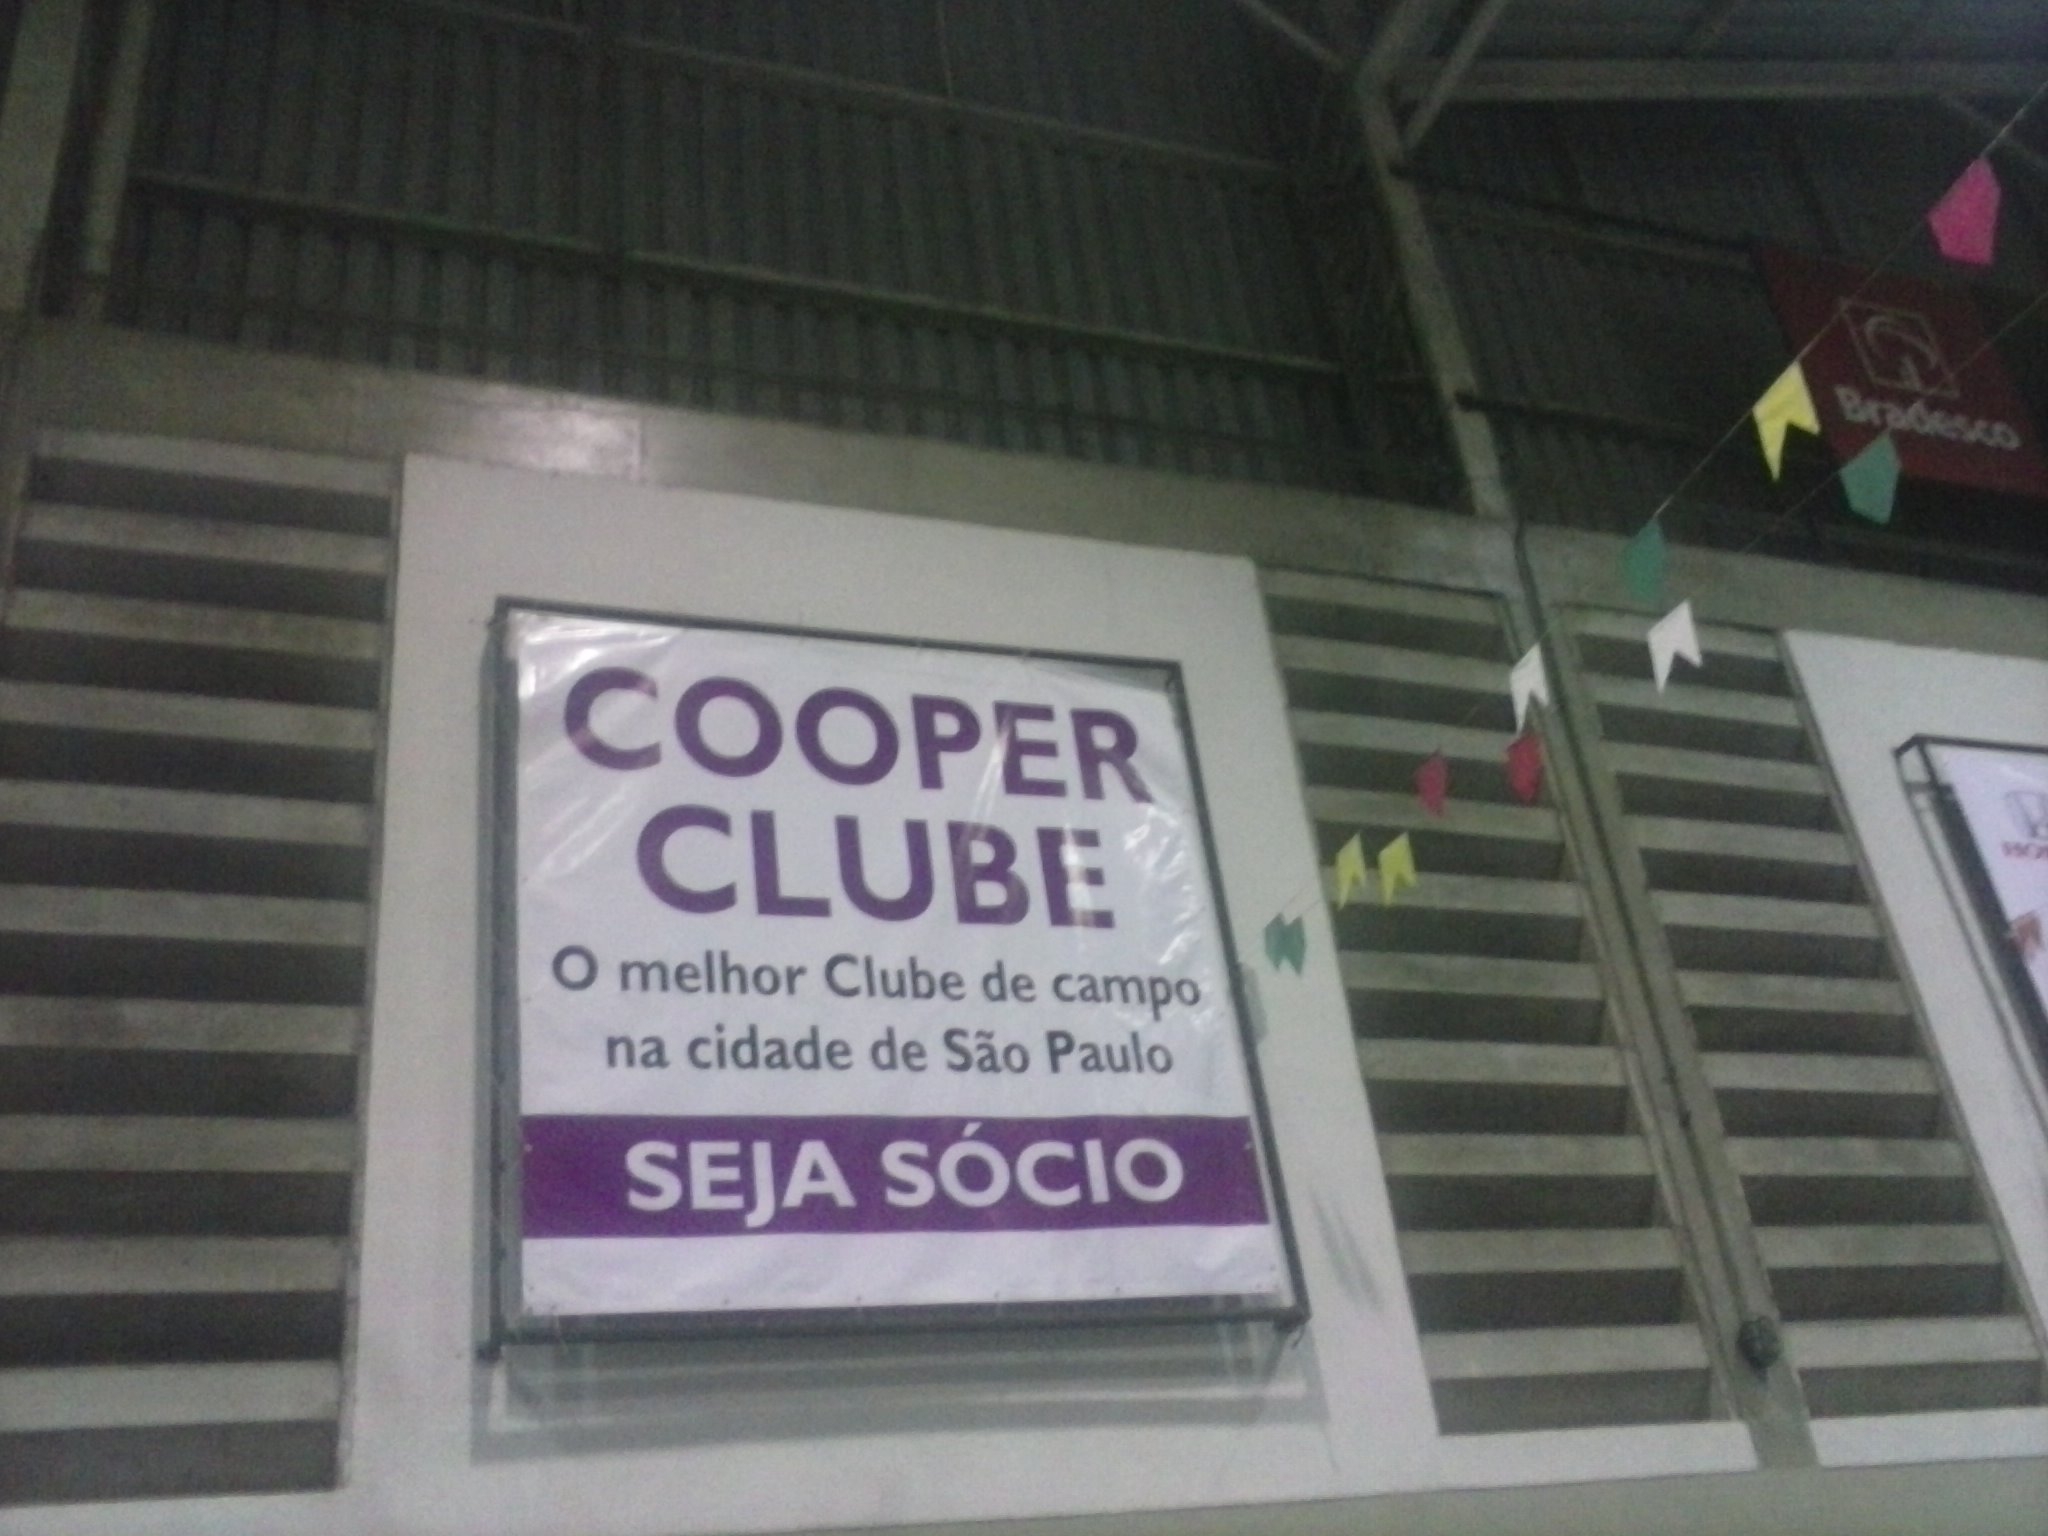 COOPER
CLUBE
O melhor Clube de campo
na cidade de São Paulo
SEJA SÓCIO
Bradesco